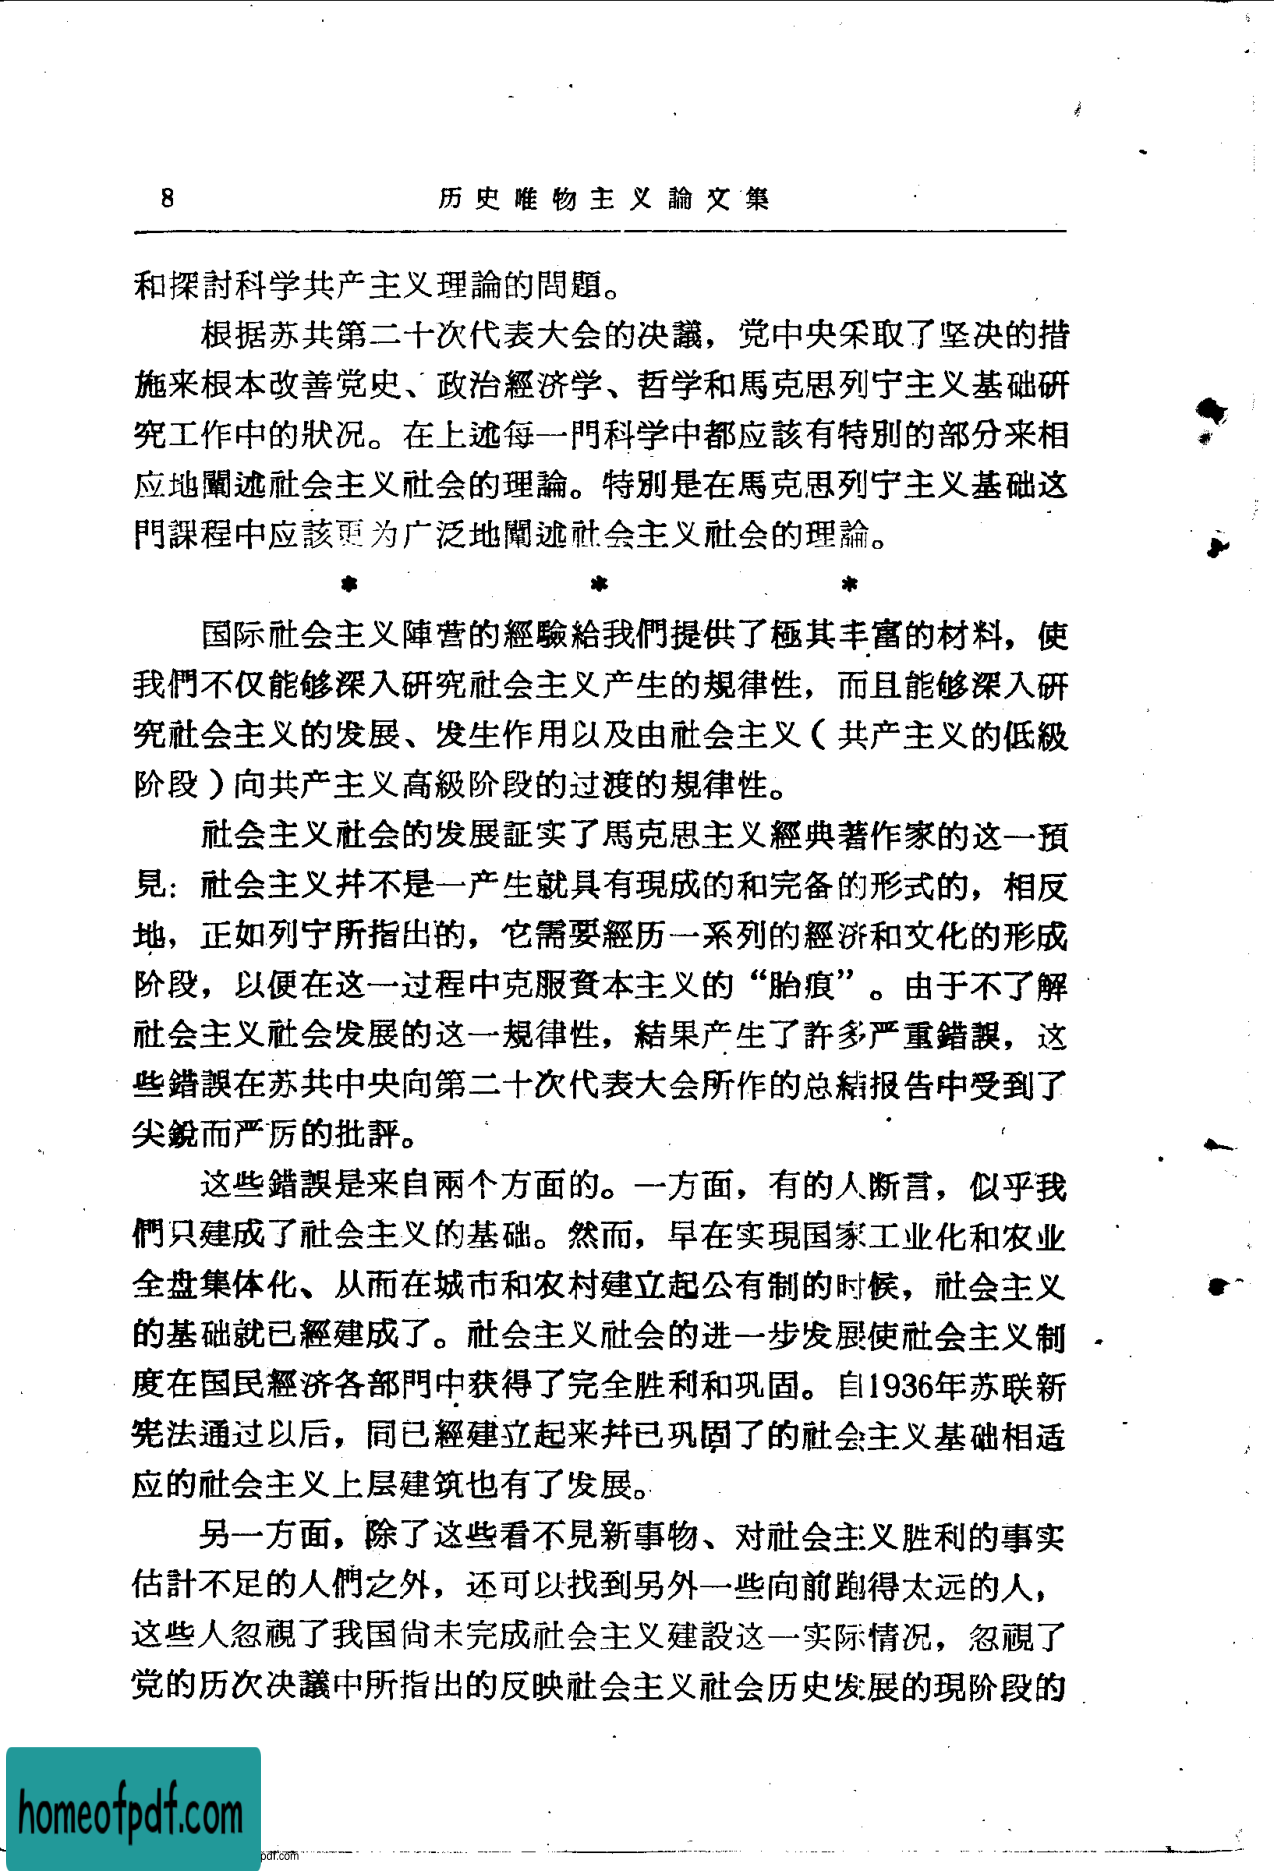 8 历史唯物主义論文集
和探討科学共产主义理論的問題。
根据苏共第二十次代表大会的决議，党中央采取了坚决的措
施来根本改善党史、政治經济学、哲学和馬克思列宁主义基础研
究工作中的狀况。在上述每一門科学中都应該有特別的部分来相
应地闡述社会主义社会的理論。特別是在馬克思列宁主义基础这
門課程中应該更为广泛地闡述社会主义社会的理論。
* * *
国际社会主义陣营的經驗給我們提供了極其丰富的材料，使
我們不仅能够深入研究社会主义产生的規律性，而且能够深入研
究社会主义的发展、发生作用以及由社会主义（共产主义的低級
阶段）向共产主义高級阶段的过渡的規律性。
社会主义社会的发展証实了馬克思主义經典著作家的这一預
見：社会主义幷不是一产生就具有現成的和完备的形式的，相反
地，正如列宁所指出的，它需要經历一系列的經济和文化的形成
阶段，以便在这一过程中克服資本主义的“胎痕”。由于不了解
社会主义社会发展的这一規律性，結果产生了許多严重錯誤，这
些錯誤在苏共中央向第二十次代表大会所作的总結报告中受到了
尖銳而严厉的批評。
这些錯誤是来自兩个方面的。一方面，有的人断言，似乎我
們只建成了社会主义的基础。然而，早在实現国家工业化和农业
全盘集体化、从而在城市和农村建立起公有制的时候，社会主义
的基础就已經建成了。社会主义社会的进一步发展使社会主义制
度在国民經济各部門中获得了完全胜利和巩固。自1936年苏联新
宪法通过以后，同已經建立起来幷已巩固了的社会主义基础相适
应的社会主义上层建筑也有了发展。
另一方面，除了这些看不見新事物、对社会主义胜利的事实
估計不足的人們之外，还可以找到另外一些向前跑得太远的人，
这些人忽視了我国尙未完成社会主义建設这一实际情况，忽視了
党的历次决議中所指出的反映社会主义社会历史发展的現阶段的
homeofpdf.com
pdf.com